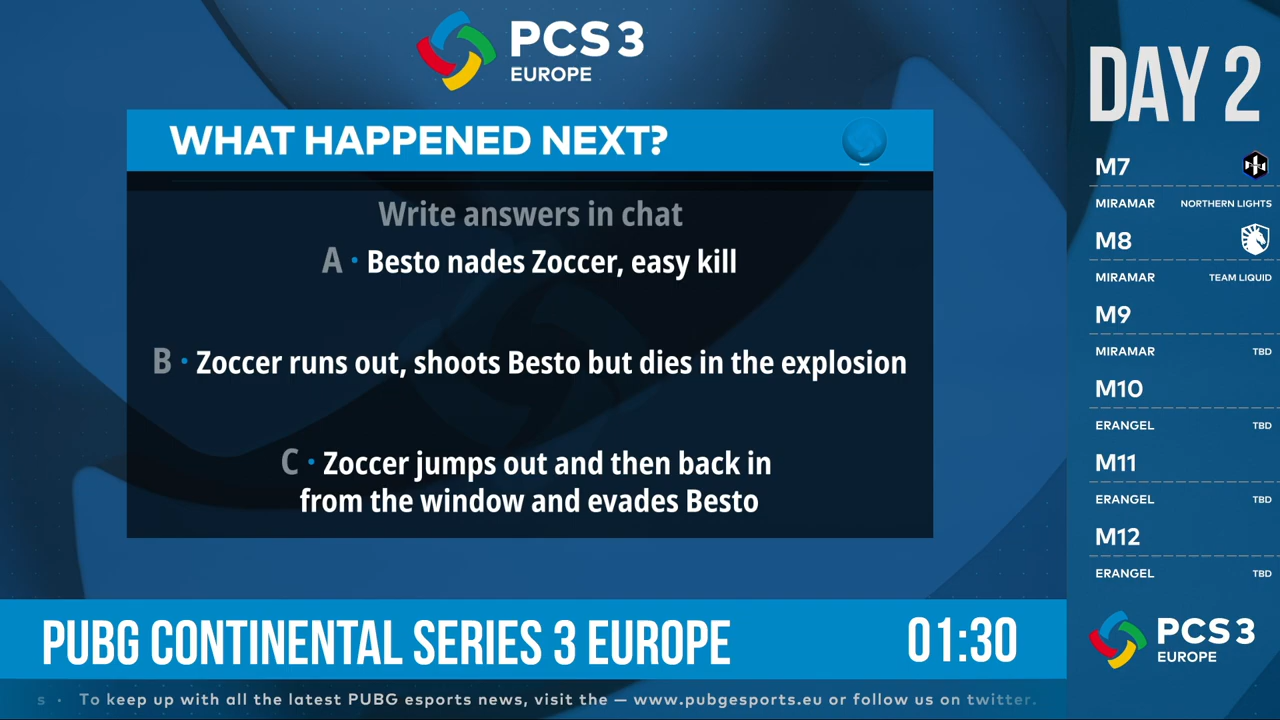 PCS 3
EUROPE
WHAT HAPPENED NEXT?
Write answers in chat
A · Besto nades Zoccer, easy kill
B · Zoccer runs out, shoots Besto but dies in the explosion
C · Zoccer jumps out and then back in
from the window and evades Besto
DAY 2
M7
MIRAMAR NORTHERN LIGHTS
M8
MIRAMAR TEAM LIQUID
M9
MIRAMAR TBD
M10
ERANGEL TBD
M11
ERANGEL TBD
M12
ERANGEL TBD
PCS 3
EUROPE
PUBG CONTINENTAL SERIES 3 EUROPE 01:30
s · To keep up with all the latest PUBG esports news, visit the — www.pubgesports.eu or follow us on twitter.